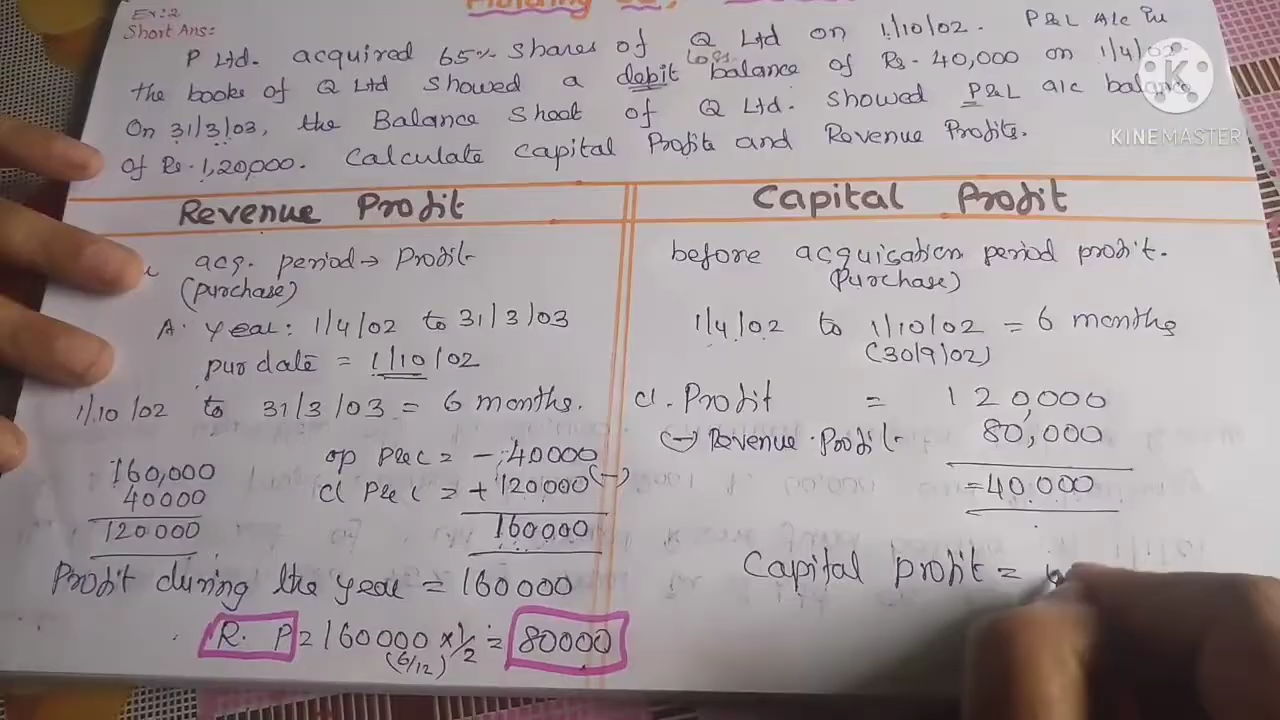 Ex:2
Short Ans:
P Ltd. acquired 65% shares of Q Ltd on 1/10/02. P&L A/c in
Loss
the books of Q Ltd showed a debit balance of Rs. 40,000 on 1/4/02.
On 31/3/03, the Balance Sheet of Q Ltd. showed P&L a/c balance
of Rs. 1,20,000. Calculate Capital Profits and Revenue Profits.
KINEMASTER
Revenue Profit
acq. period → Profit
(purchase)
A. year: 1/4/02 to 31/3/03
pur date = 1/10/02
1/10/02 to 31/3/03 = 6 months.
op P&L = - 40000
cl P&L = + 120000 (-)
160000
160,000
40000
120000
Profit during the year = 160000
R. P = 160000 × 1/2 = 80000
(6/12)
Capital Profit
before acquisation period profit.
(Purchase)
1/4/02 to 1/10/02 = 6 months
(30/9/02)
cl. Profit = 120,000
(-) Revenue Profit 80,000
= 40,000
Capital profit =